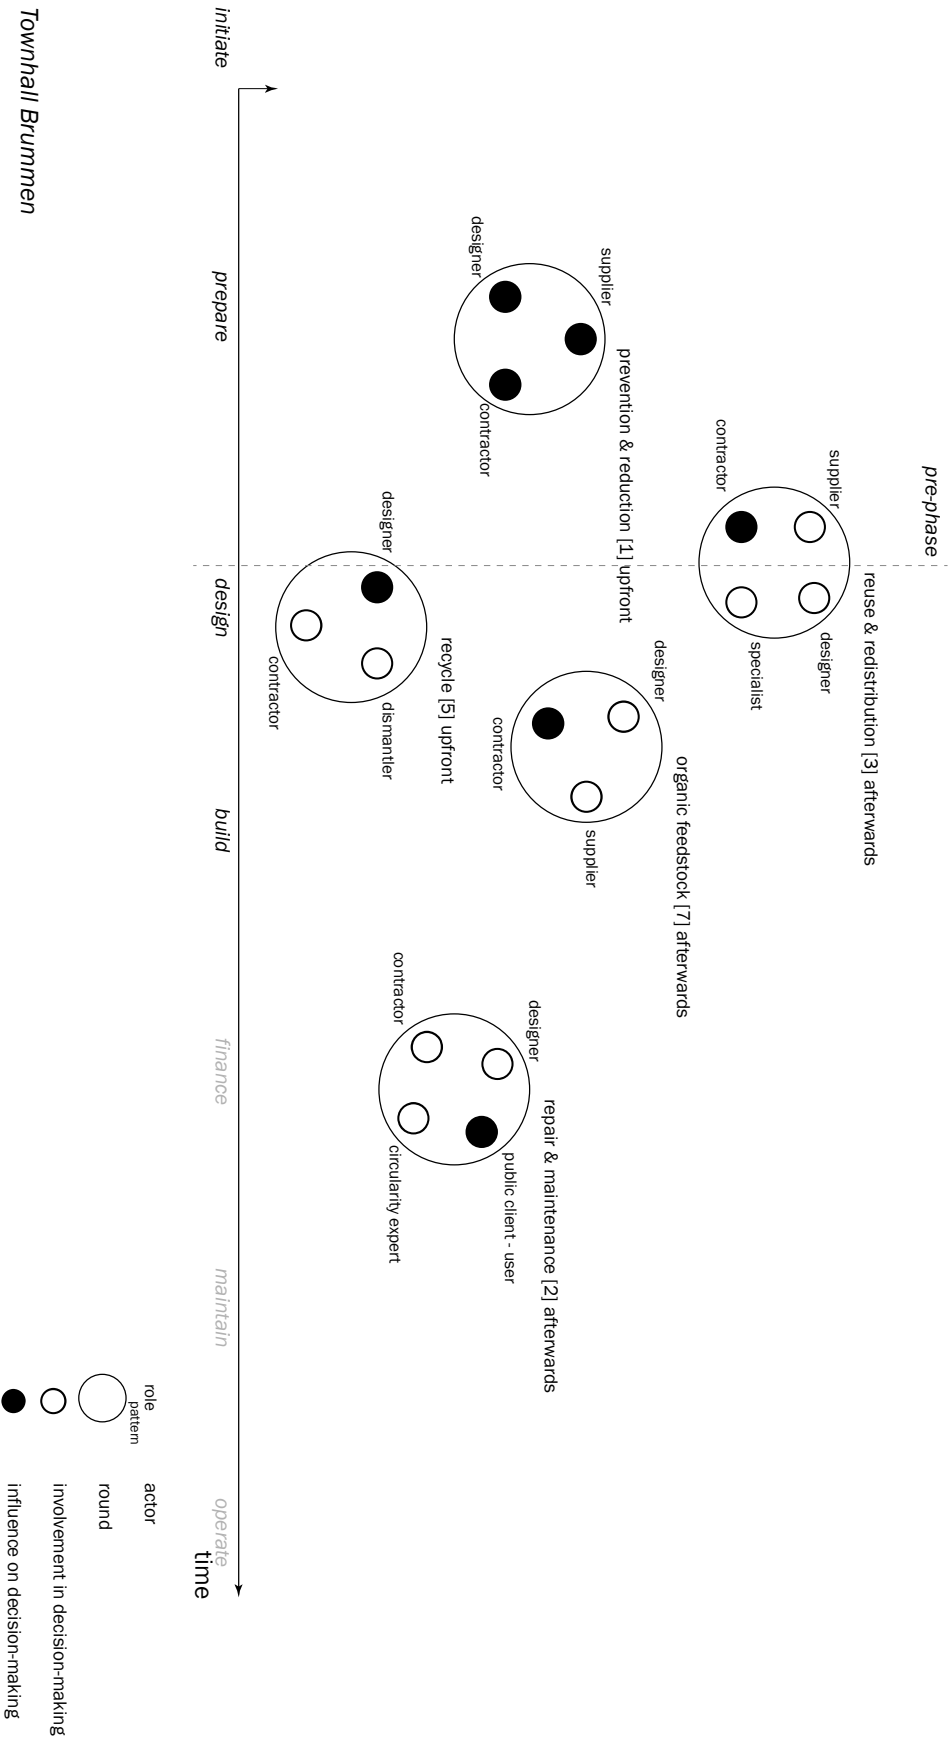 pre-phase
reuse & redistribution [3] afterwards
supplier
designer
contractor
specialist
organic feedstock [7] afterwards
designer
contractor
supplier
prevention & reduction [1] upfront
supplier
designer
contractor
repair & maintenance [2] afterwards
designer
public client - user
contractor
circularity expert
recycle [5] upfront
designer
dismantler
contractor
initiate
prepare
design
build
finance
maintain
operate
time
role
pattern
actor
round
involvement in decision-making
influence on decision-making
Townhall Brummen